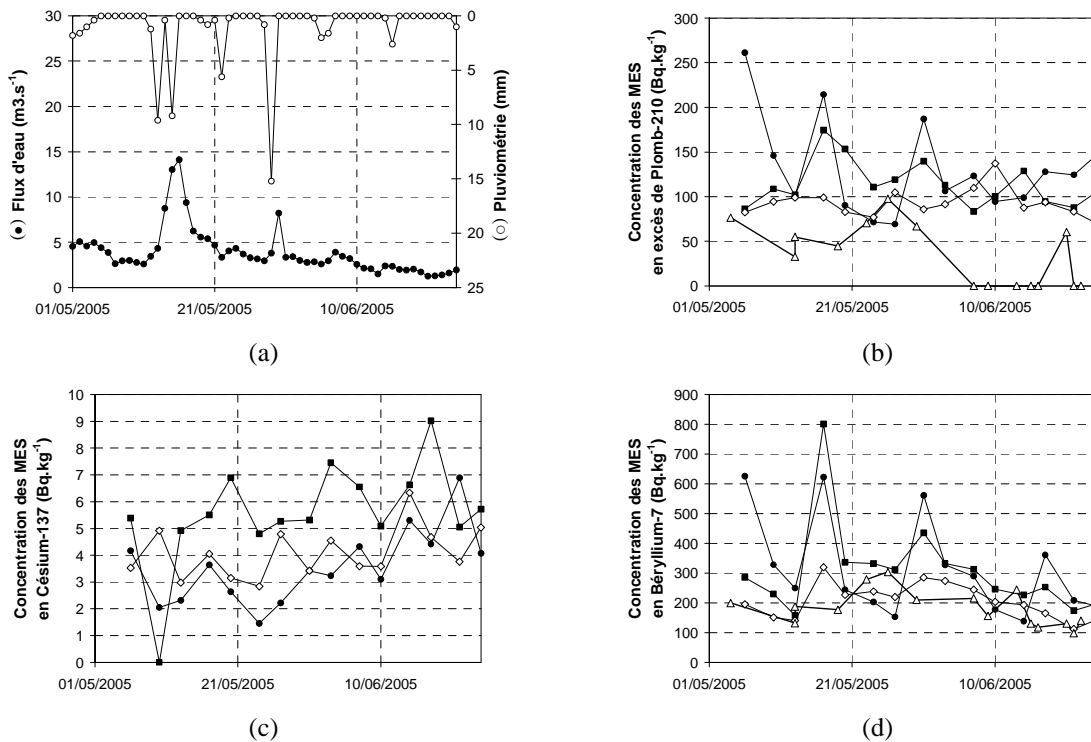 35
30
25
20
15
10
5
0
(●) Flux d'eau (m3.s-1)
0
5
10
15
20
25
(○) Pluviométrie (mm)
01/05/2005 21/05/2005 10/06/2005
(a)
300
250
200
150
100
50
0
Concentration des MES
en excés de Plomb-210 (Bq.kg-1)
01/05/2005 21/05/2005 10/06/2005
(b)
10
9
8
7
6
5
4
3
2
1
0
Concentration des MES
en Césium-137 (Bq.kg-1)
01/05/2005 21/05/2005 10/06/2005
(c)
900
800
700
600
500
400
300
200
100
0
Concentration des MES
en Béryllium-7 (Bq.kg-1)
01/05/2005 21/05/2005 10/06/2005
(d)